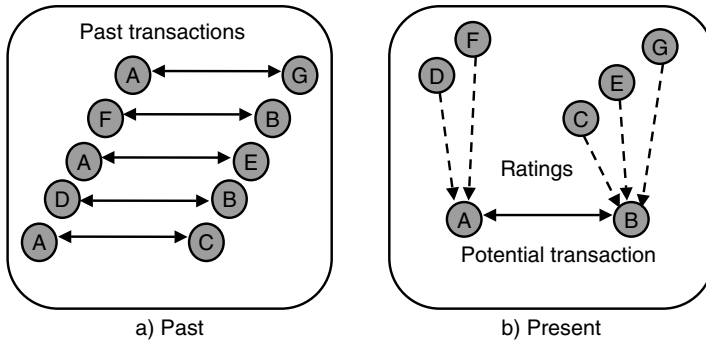 Past transactions
A G
F B
A E
D B
A C
a) Past
F G
D E
C
Ratings
A B
Potential transaction
b) Present